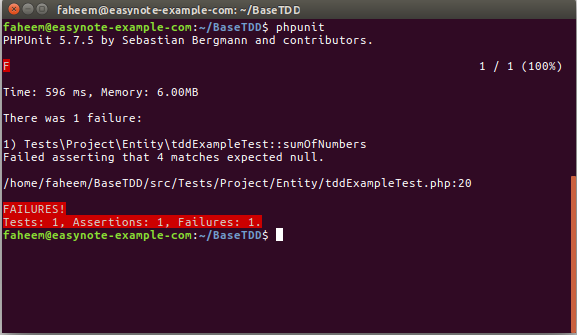 faheem@easynote-example-com: ~/BaseTDD
faheem@easynote-example-com:~/BaseTDD$ phpunit
PHPUnit 5.7.5 by Sebastian Bergmann and contributors.
F 1 / 1 (100%)
Time: 596 ms, Memory: 6.00MB
There was 1 failure:
1) Tests\Project\Entity\tddExampleTest::sumOfNumbers
Failed asserting that 4 matches expected null.
/home/faheem/BaseTDD/src/Tests/Project/Entity/tddExampleTest.php:20
FAILURES!
Tests: 1, Assertions: 1, Failures: 1.
faheem@easynote-example-com:~/BaseTDD$